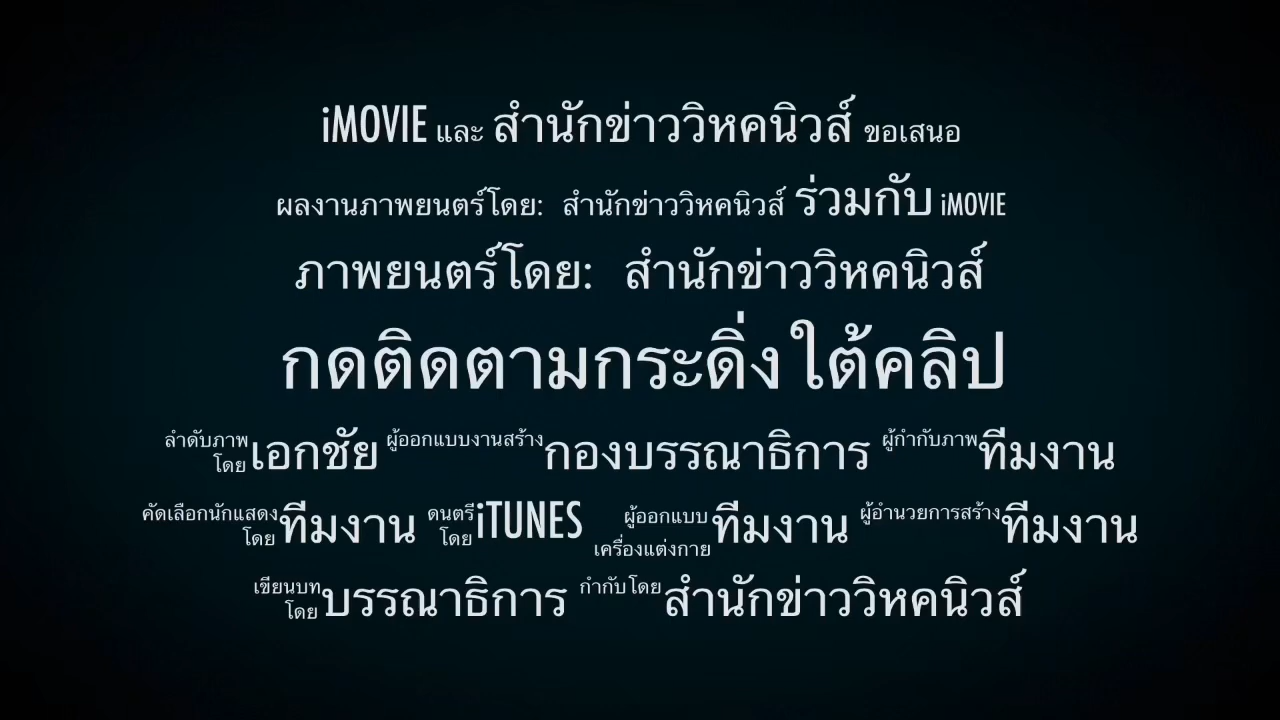 iMOVIE และ สำนักข่าววิหคนิวส์ ขอเสนอ
ผลงานภาพยนตร์โดย: สำนักข่าววิหคนิวส์ ร่วมกับ iMOVIE
ภาพยนตร์โดย: สำนักข่าววิหคนิวส์
กดติดตามกระดิ่ง ใต้คลิป
ลำดับภาพโดย เอกชัย ผู้ออกแบบงานสร้าง กองบรรณาธิการ ผู้กำกับภาพ ทีมงาน
คัดเลือกนักแสดงโดย ทีมงาน ดนตรีโดย iTUNES ผู้ออกแบบเครื่องแต่งกาย ทีมงาน ผู้อำนวยการสร้าง ทีมงาน
เขียนบทโดย บรรณาธิการ กำกับโดย สำนักข่าววิหคนิวส์